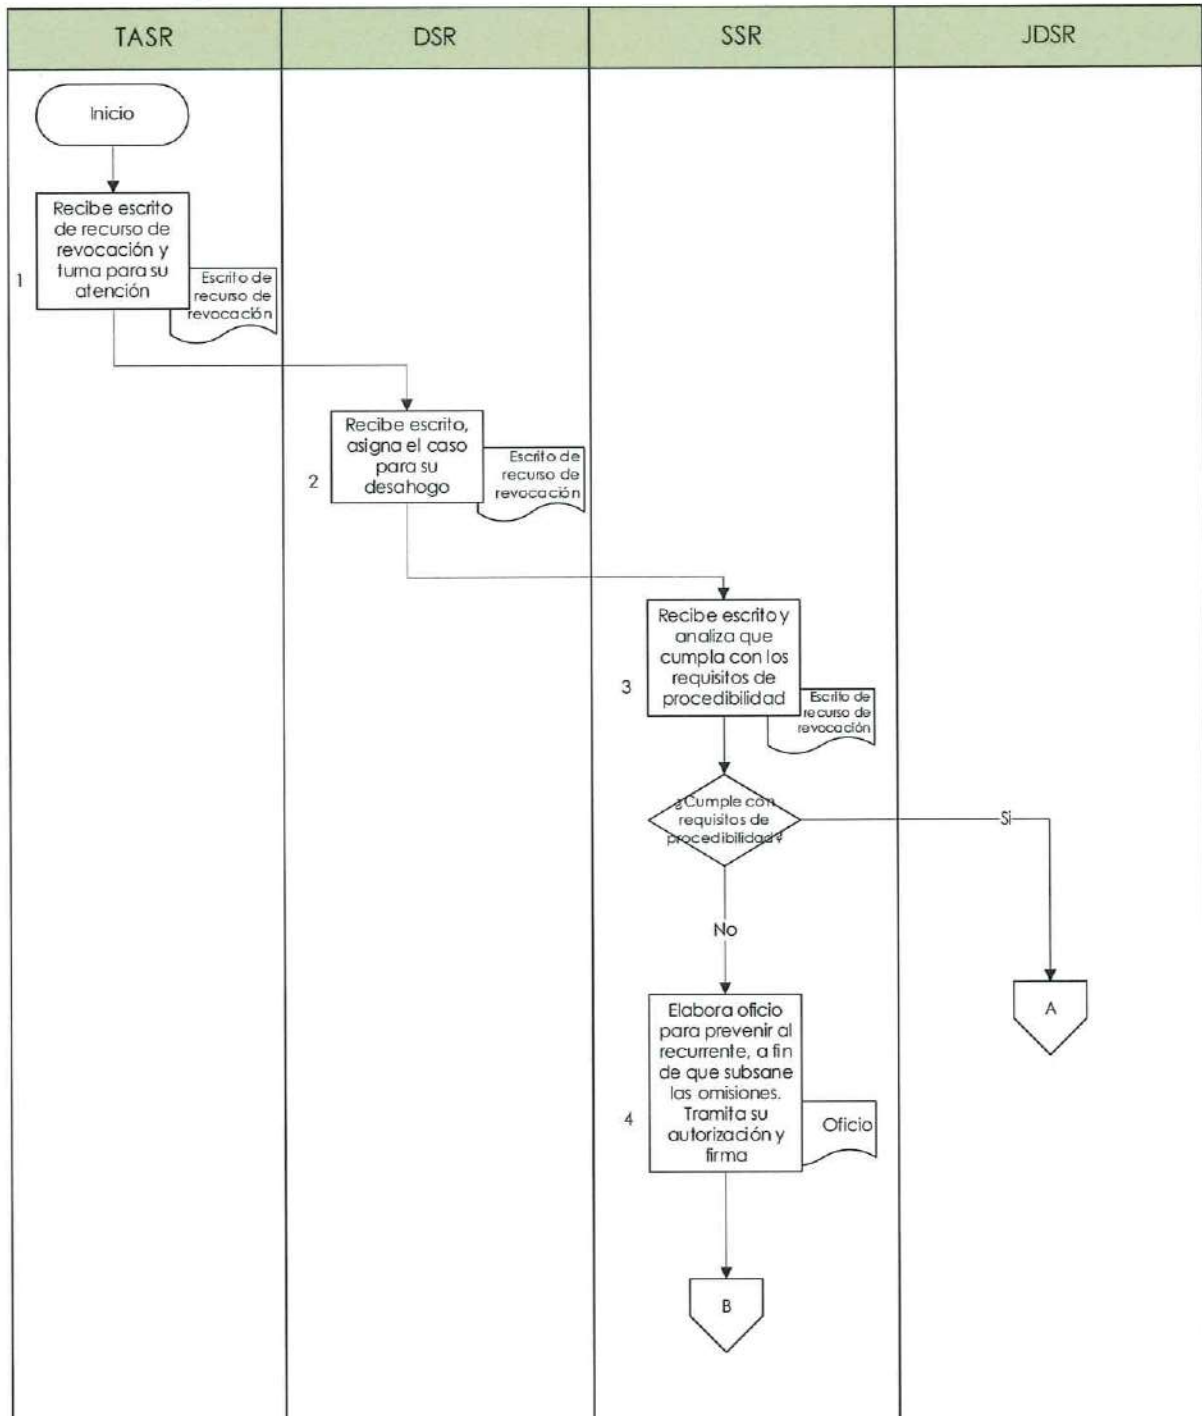 TASR
DSR
SSR
JDSR
Inicio
1
Recibe escrito
de recurso de
revocación y
turna para su
atención
Escrito de
recurso de
revocación
2
Recibe escrito,
asigna el caso
para su
desahogo
Escrito de
recurso de
revocación
3
Recibe escrito y
analiza que
cumpla con los
requisitos de
procedibilidad
Escrito de
recurso de
revocación
¿Cumple con
requisitos de
procedibilidad?
Si
No
A
4
Elabora oficio
para prevenir al
recurrente, a fin
de que subsane
las omisiones.
Tramita su
autorización y
firma
Oficio
B